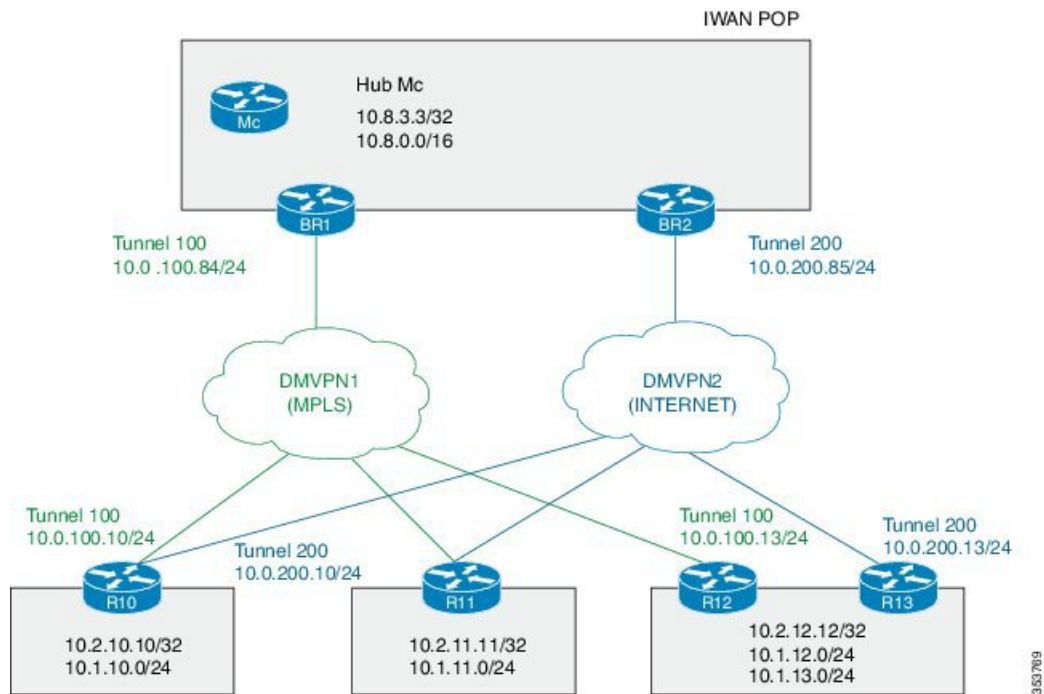 IWAN POP
Hub Mc
10.8.3.3/32
10.8.0.0/16
Mc
BR1
BR2
Tunnel 100
10.0 .100.84/24
Tunnel 200
10.0.200.85/24
DMVPN1
(MPLS)
DMVPN2
(INTERNET)
Tunnel 100
10.0.100.10/24
Tunnel 200
10.0.200.10/24
Tunnel 100
10.0.100.13/24
Tunnel 200
10.0.200.13/24
R10
R11
R12
R13
10.2.10.10/32
10.1.10.0/24
10.2.11.11/32
10.1.11.0/24
10.2.12.12/32
10.1.12.0/24
10.1.13.0/24
353769